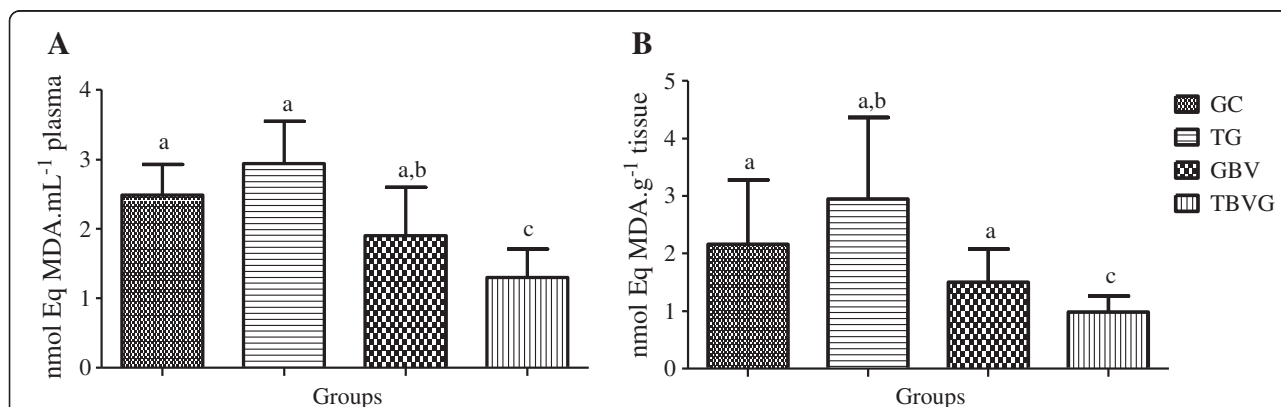 A
nmol Eq MDA.mL⁻¹ plasma
4
3
2
1
0
a
a
a,b
c
Groups
B
nmol Eq MDA.g⁻¹ tissue
5
4
3
2
1
0
a
a,b
a
c
Groups
GC
TG
GBV
TBVG